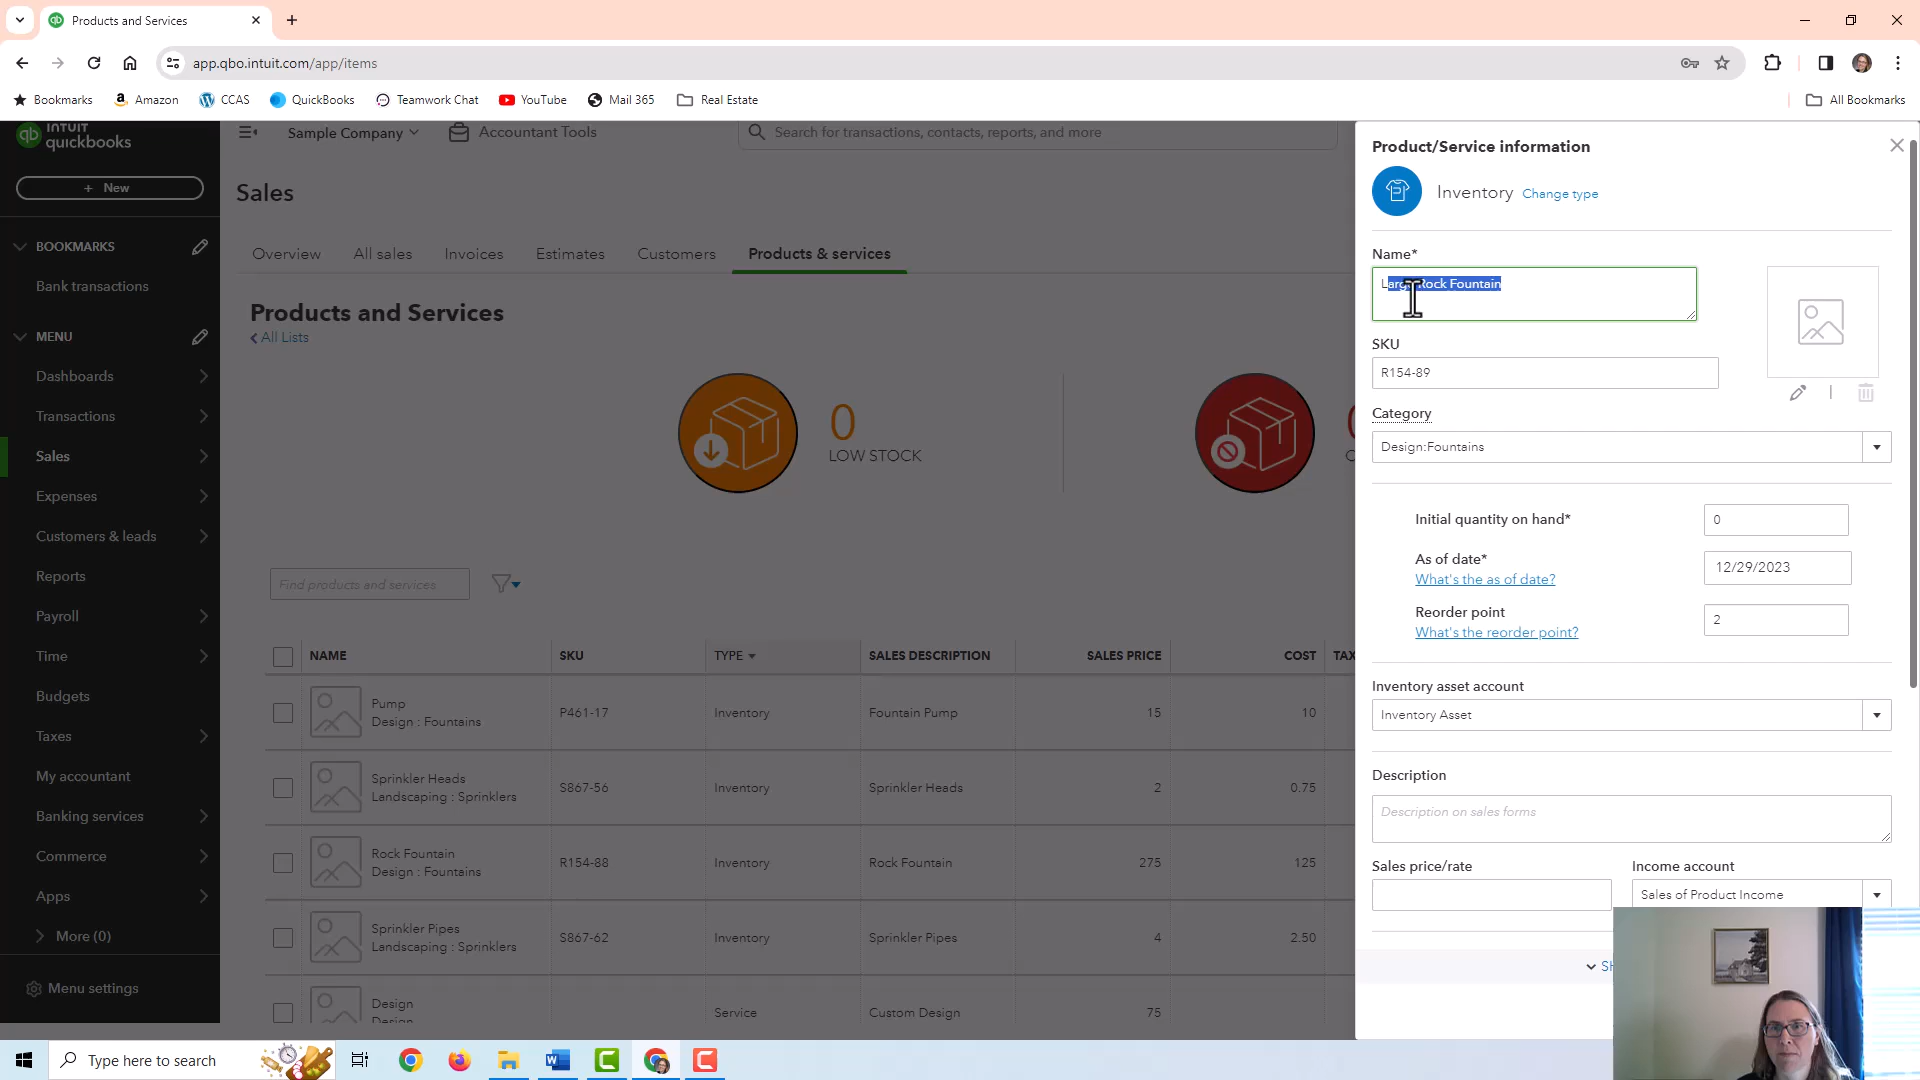 Products and Services
app.qbo.intuit.com/app/items
Bookmarks
Amazon
CCAS
QuickBooks
Teamwork Chat
YouTube
Mail 365
Real Estate
All Bookmarks
INTUIT
quickbooks
Sample Company
Accountant Tools
Search for transactions, contacts, reports, and more
+ New
BOOKMARKS
Bank transactions
MENU
Dashboards
Transactions
Sales
Expenses
Customers & leads
Reports
Payroll
Time
Budgets
Taxes
My accountant
Banking services
Commerce
Apps
More (0)
Menu settings
Sales
Overview
All sales
Invoices
Estimates
Customers
Products & services
Products and Services
All Lists
0
LOW STOCK
Find products and services
NAME SKU TYPE SALES DESCRIPTION SALES PRICE COST TAX
Pump P461-17 Inventory Fountain Pump 15 10
Design : Fountains
Sprinkler Heads S867-56 Inventory Sprinkler Heads 2 0.75
Landscaping : Sprinklers
Rock Fountain R154-88 Inventory Rock Fountain 275 125
Design : Fountains
Sprinkler Pipes S867-62 Inventory Sprinkler Pipes 4 2.50
Landscaping : Sprinklers
Design Service Custom Design 75
Design
Product/Service information
Inventory Change type
Name*
Rock Fountain
SKU
R154-89
Category
Design:Fountains
Initial quantity on hand* 0
As of date* 12/29/2023
What's the as of date?
Reorder point 2
What's the reorder point?
Inventory asset account
Inventory Asset
Description
Description on sales forms
Sales price/rate
Income account
Sales of Product Income
Type here to search